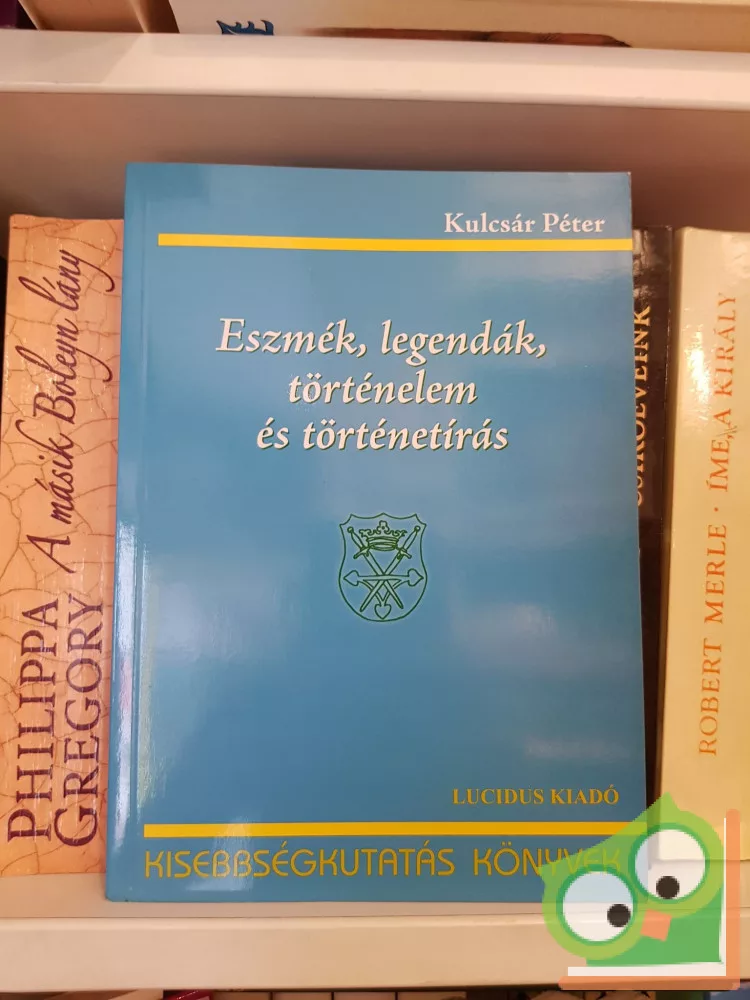 Kulcsár Péter
Eszmék, legendák,
történelem
és történetírás
LUCIDUS KIADÓ
KISEBBSÉGKUTATÁS KÖNYVEK
PHILIPPA
GREGORY
A másik Boleyn lány
ROBERT MERLE · ÍME, A KIRÁLY